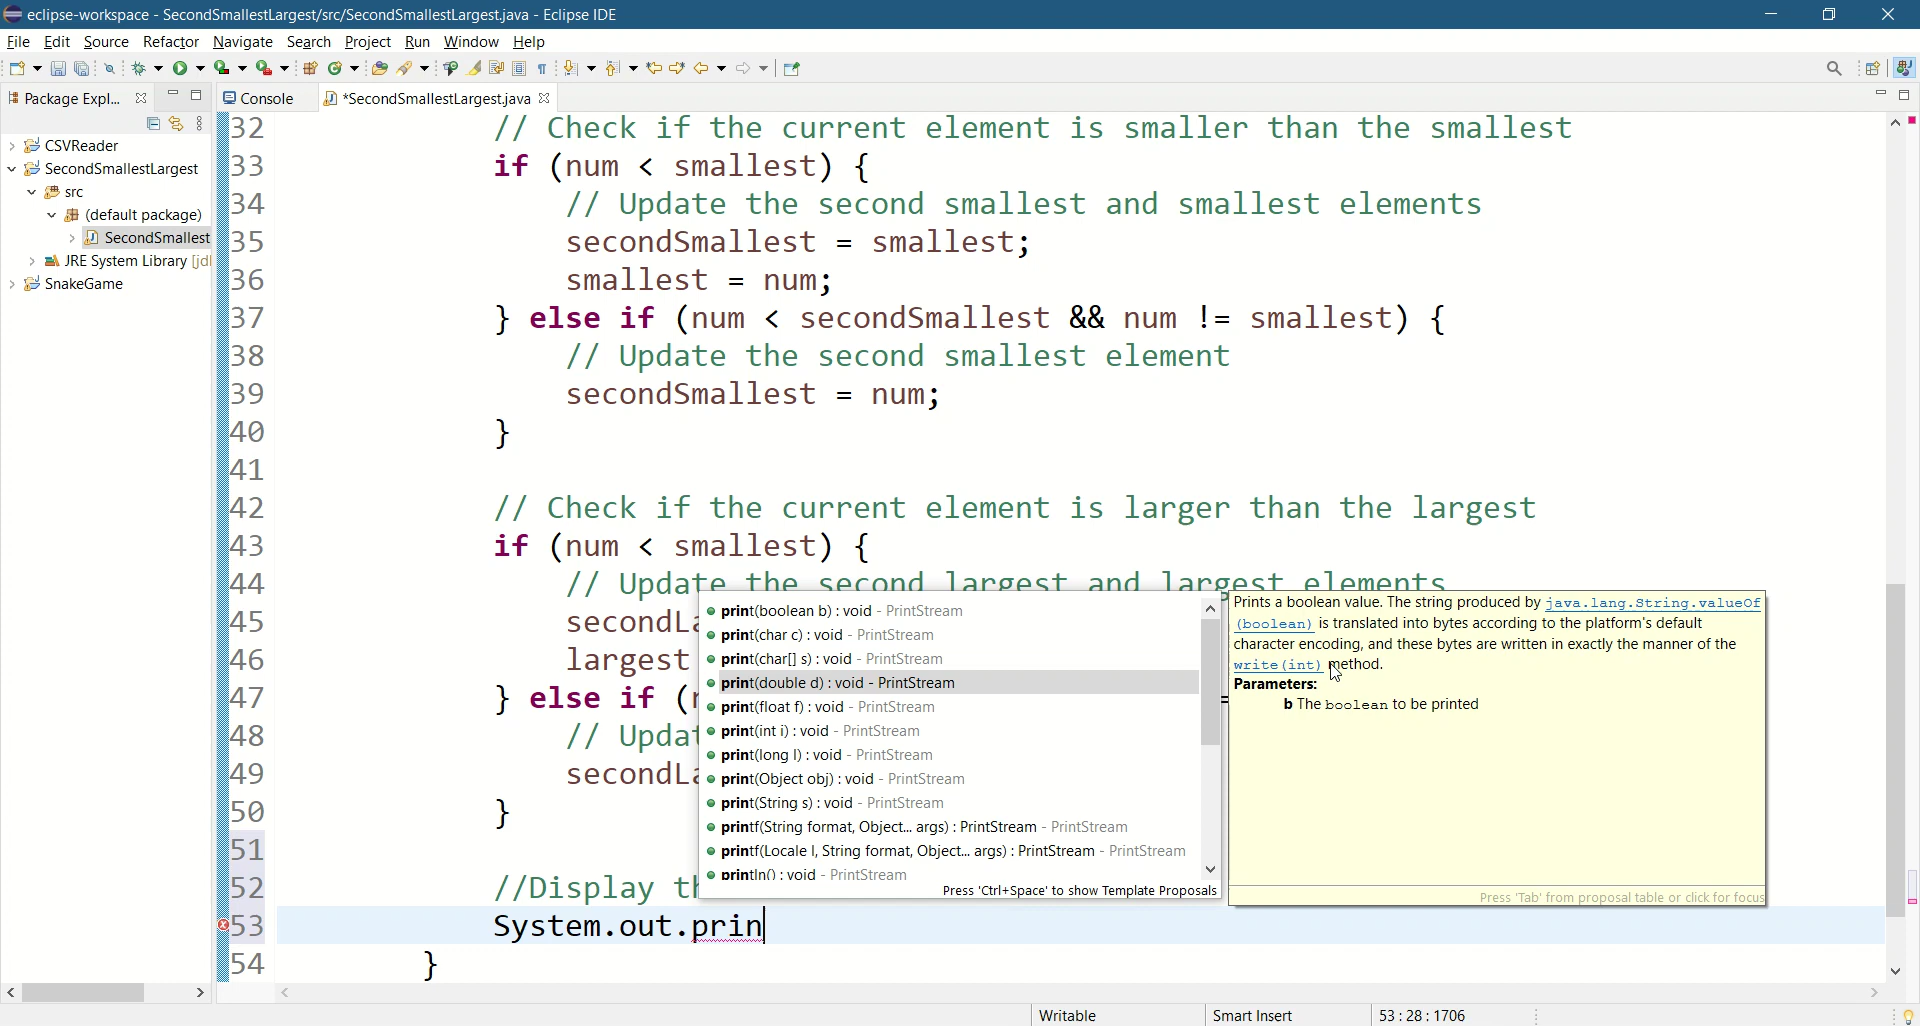 eclipse-workspace - SecondSmallestLargest/src/SecondSmallestLargest.java - Eclipse IDE
File Edit Source Refactor Navigate Search Project Run Window Help
Package Expl... Console *SecondSmallestLargest.java
CSVReader
SecondSmallestLargest
src
(default package)
SecondSmallest
JRE System Library [jd
SnakeGame
32 // Check if the current element is smaller than the smallest
33 if (num < smallest) {
34 // Update the second smallest and smallest elements
35 secondSmallest = smallest;
36 smallest = num;
37 } else if (num < secondSmallest && num != smallest) {
38 // Update the second smallest element
39 secondSmallest = num;
40 }
41
42 // Check if the current element is larger than the largest
43 if (num < smallest) {
44 // Update the second largest and largest elements
45 secondLa
46 largest
47 } else if (n =
48 // Updat
49 secondLa
50 }
51
52 //Display th
53 System.out.prin
54 }
print(boolean b) : void - PrintStream
print(char c) : void - PrintStream
print(char[] s) : void - PrintStream
print(double d) : void - PrintStream
print(float f) : void - PrintStream
print(int i) : void - PrintStream
print(long l) : void - PrintStream
print(Object obj) : void - PrintStream
print(String s) : void - PrintStream
printf(String format, Object... args) : PrintStream - PrintStream
printf(Locale l, String format, Object... args) : PrintStream - PrintStream
println() : void - PrintStream
Press 'Ctrl+Space' to show Template Proposals
Prints a boolean value. The string produced by java.lang.String.valueOf
(boolean) is translated into bytes according to the platform's default
character encoding, and these bytes are written in exactly the manner of the
write(int) method.
Parameters:
b The boolean to be printed
Press 'Tab' from proposal table or click for focus
Writable Smart Insert 53 : 28 : 1706